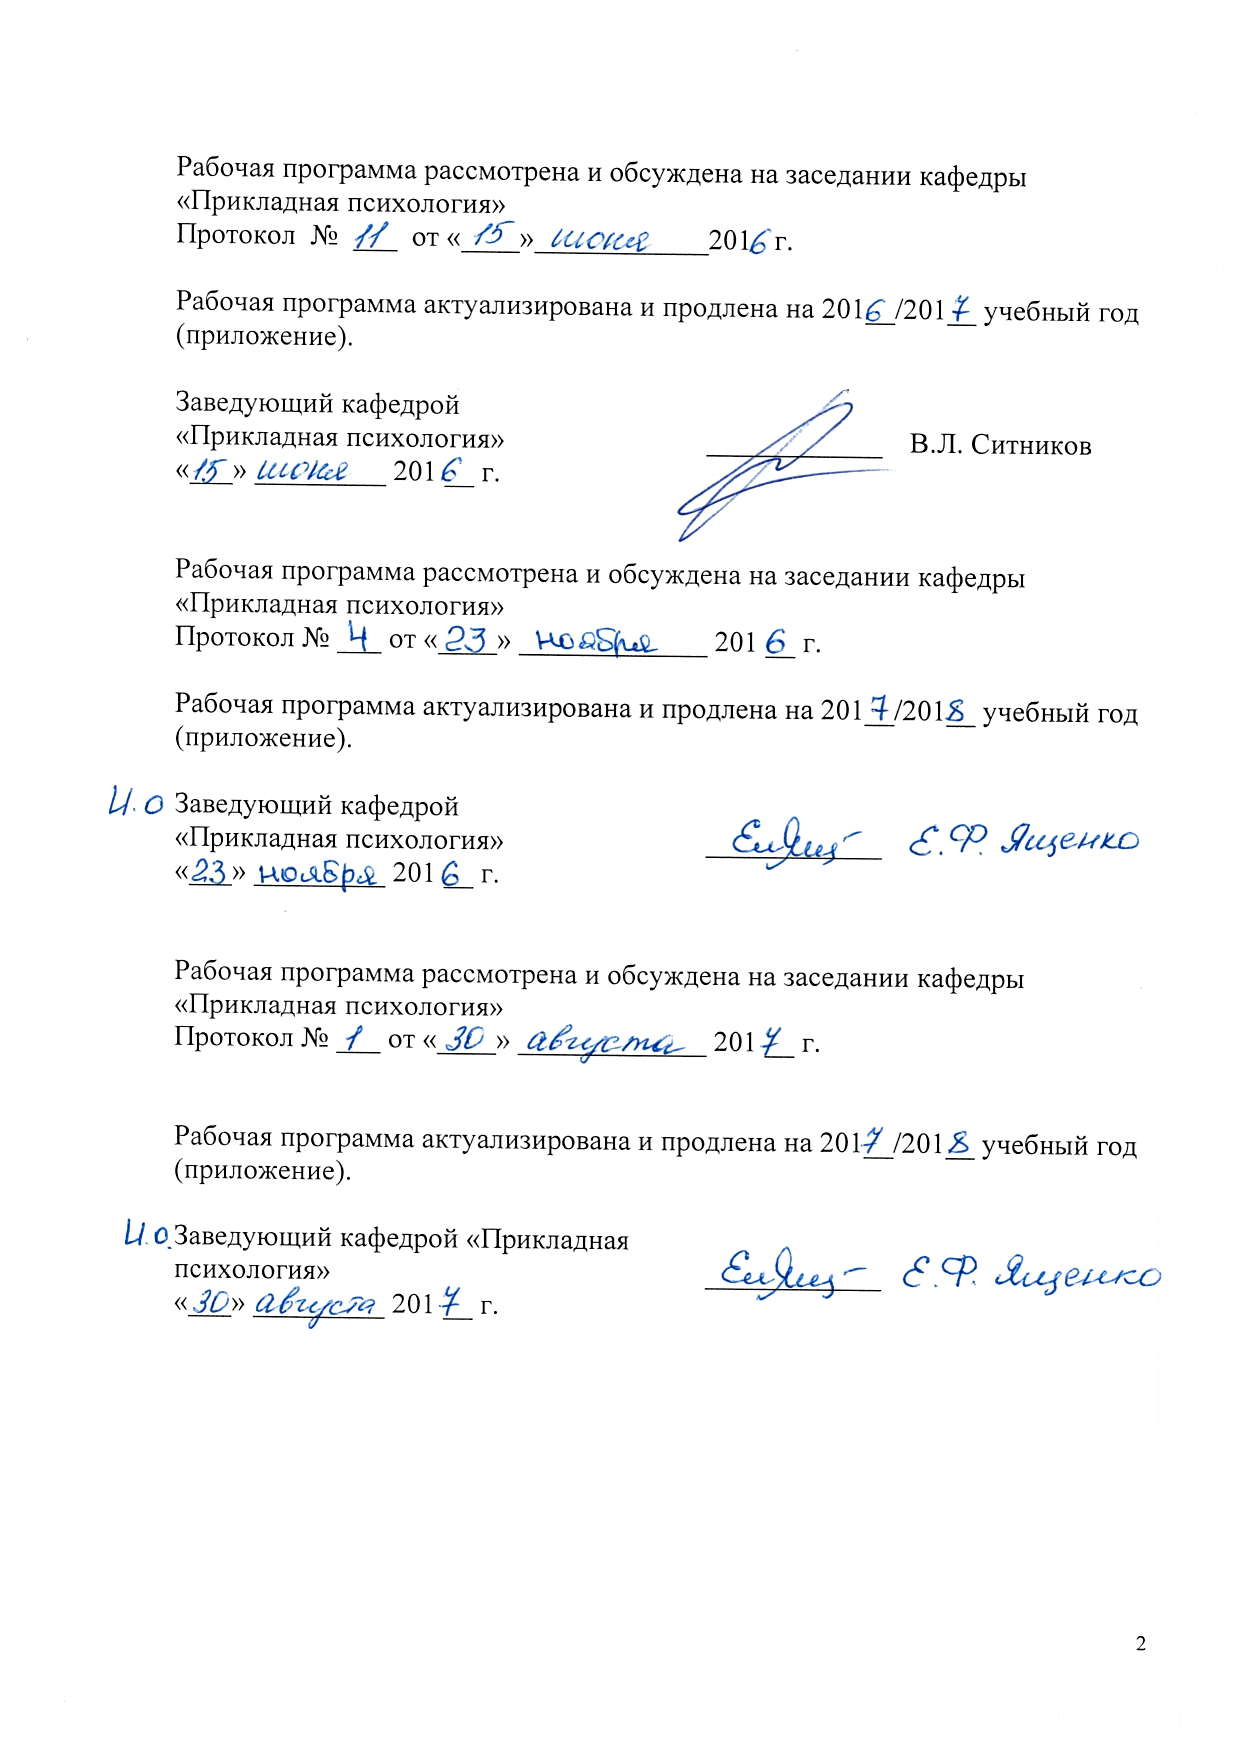 Рабочая программа рассмотрена и обсуждена на заседании кафедры
«Прикладная психология»
Протокол № 11 от «15» июня 2016 г.
Рабочая программа актуализирована и продлена на 2016/2017 учебный год
(приложение).
Заведующий кафедрой
«Прикладная психология» В.Л. Ситников
«15» июня 2016 г.
Рабочая программа рассмотрена и обсуждена на заседании кафедры
«Прикладная психология»
Протокол № 4 от «23» ноября 2016 г.
Рабочая программа актуализирована и продлена на 2017/2018 учебный год
(приложение).
И.о Заведующий кафедрой
«Прикладная психология» Е.Ф. Ященко
«23» ноября 2016 г.
Рабочая программа рассмотрена и обсуждена на заседании кафедры
«Прикладная психология»
Протокол № 1 от «30» августа 2017 г.
Рабочая программа актуализирована и продлена на 2017/2018 учебный год
(приложение).
И.о. Заведующий кафедрой «Прикладная
психология» Е.Ф. Ященко
«30» августа 2017 г.
2